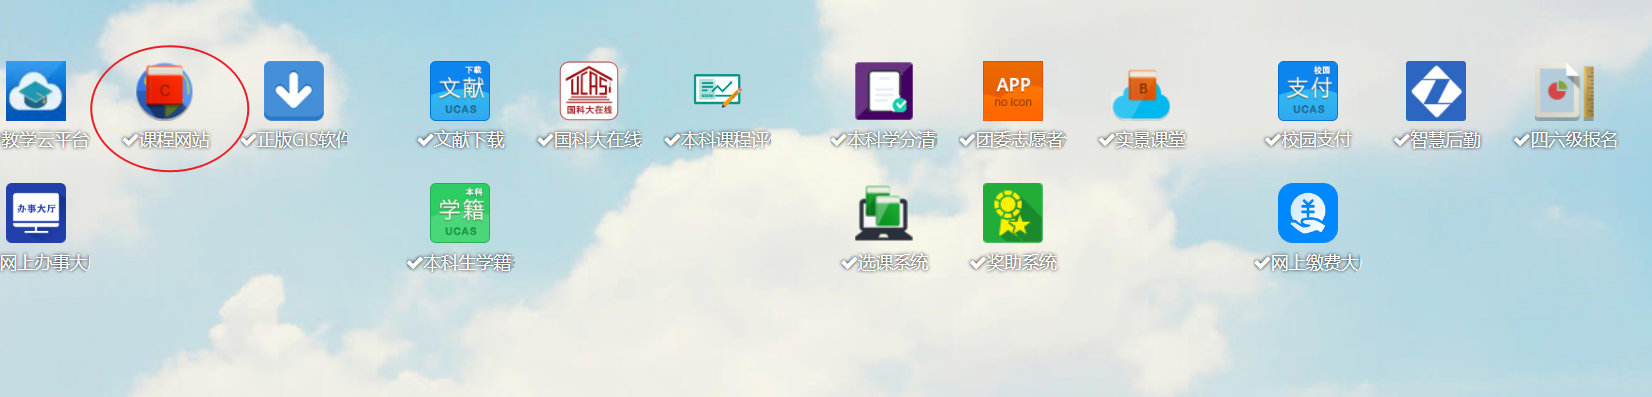 教学云平台
C
课程网站
正版GIS软件
下载
文献
UCAS
文献下载
UCAS
国科大在线
国科大在线
本科课程评
本科学分清
APP
no icon
团委志愿者
B
实景课堂
校园
支付
UCAS
校园支付
智慧后勤
四六级报名
办事大厅
网上办事大
本科
学籍
UCAS
本科生学籍
选课系统
奖助系统
网上缴费大